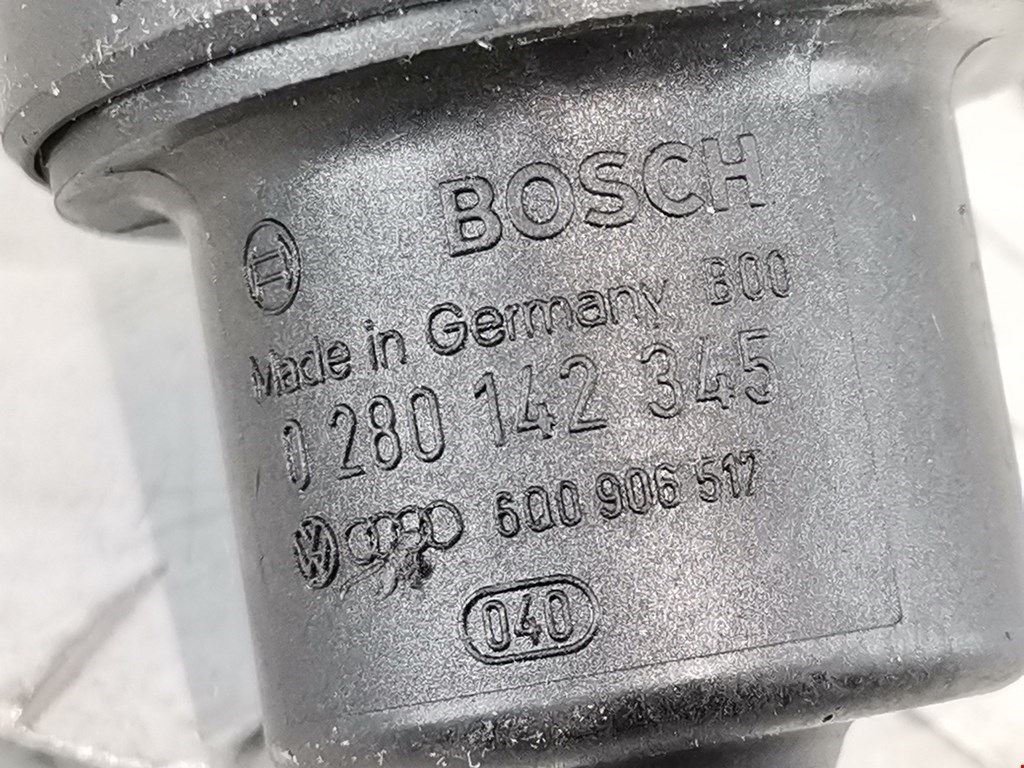 BOSCH
Made in Germany B00
0 280 142 345
6Q0 906 517
040